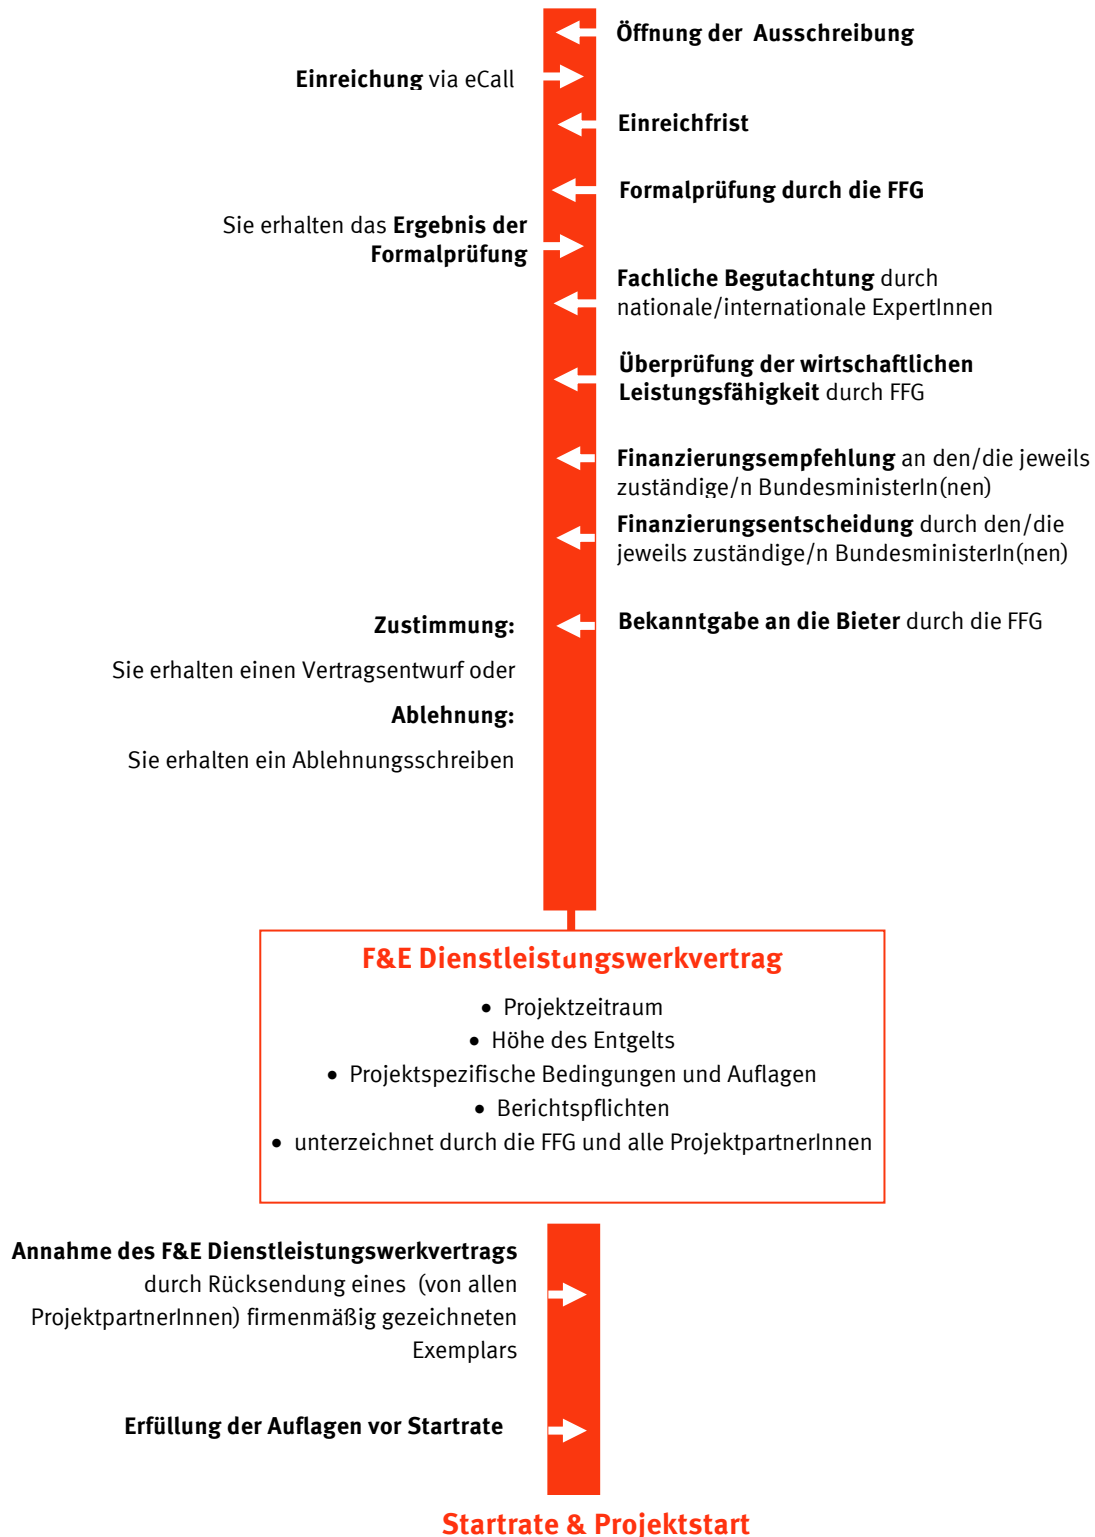 Öffnung der Ausschreibung
Einreichung via eCall
Einreichfrist
Formalprüfung durch die FFG
Sie erhalten das Ergebnis der
Formalprüfung
Fachliche Begutachtung durch
nationale/internationale ExpertInnen
Überprüfung der wirtschaftlichen
Leistungsfähigkeit durch FFG
Finanzierungsempfehlung an den/die jeweils
zuständige/n BundesministerIn(nen)
Finanzierungsentscheidung durch den/die
jeweils zuständige/n BundesministerIn(nen)
Bekanntgabe an die Bieter durch die FFG
Zustimmung:
Sie erhalten einen Vertragsentwurf oder
Ablehnung:
Sie erhalten ein Ablehnungsschreiben
F&E Dienstleistungswerkvertrag
• Projektzeitraum
• Höhe des Entgelts
• Projektspezifische Bedingungen und Auflagen
• Berichtspflichten
• unterzeichnet durch die FFG und alle ProjektpartnerInnen
Annahme des F&E Dienstleistungswerkvertrags
durch Rücksendung eines (von allen
ProjektpartnerInnen) firmenmäßig gezeichneten
Exemplars
Erfüllung der Auflagen vor Startrate
Startrate & Projektstart